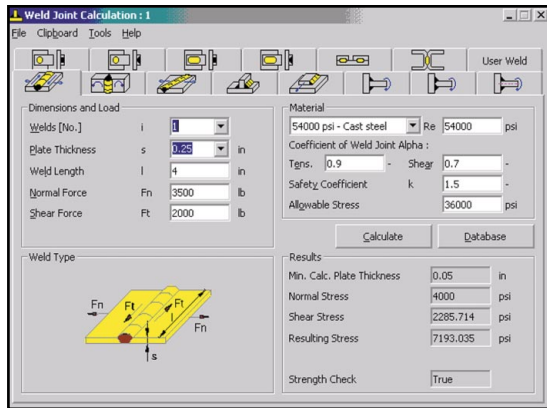 Weld Joint Calculation : 1
File Clipboard Tools Help
User Weld
Dimensions and Load
Welds [No.] i 1
Plate Thickness s 0.25 in
Weld Length l 4 in
Normal Force Fn 3500 lb
Shear Force Ft 2000 lb
Material
54000 psi - Cast steel Re 54000 psi
Coefficient of Weld Joint Alpha :
Tens. 0.9 - Shear 0.7 -
Safety Coefficient k 1.5 -
Allowable Stress 36000 psi
Calculate Database
Weld Type
Fn Ft Ft l Fn s
Results
Min. Calc. Plate Thickness 0.05 in
Normal Stress 4000 psi
Shear Stress 2285.714 psi
Resulting Stress 7193.035 psi
Strength Check True